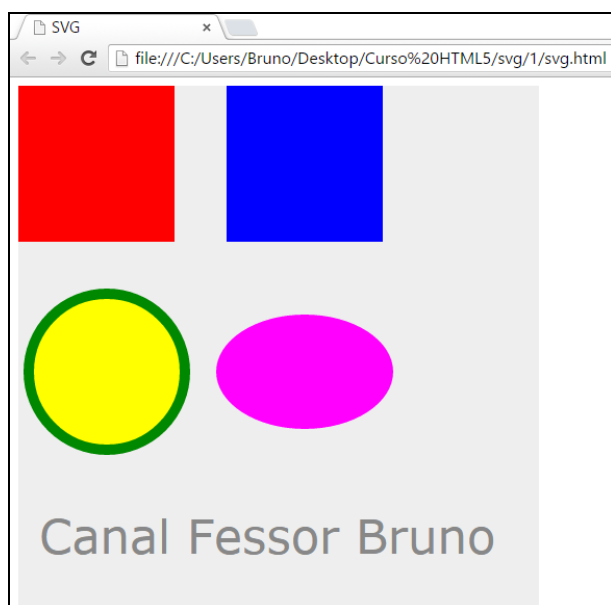 SVG
file:///C:/Users/Bruno/Desktop/Curso%20HTML5/svg/1/svg.html
Canal Fessor Bruno